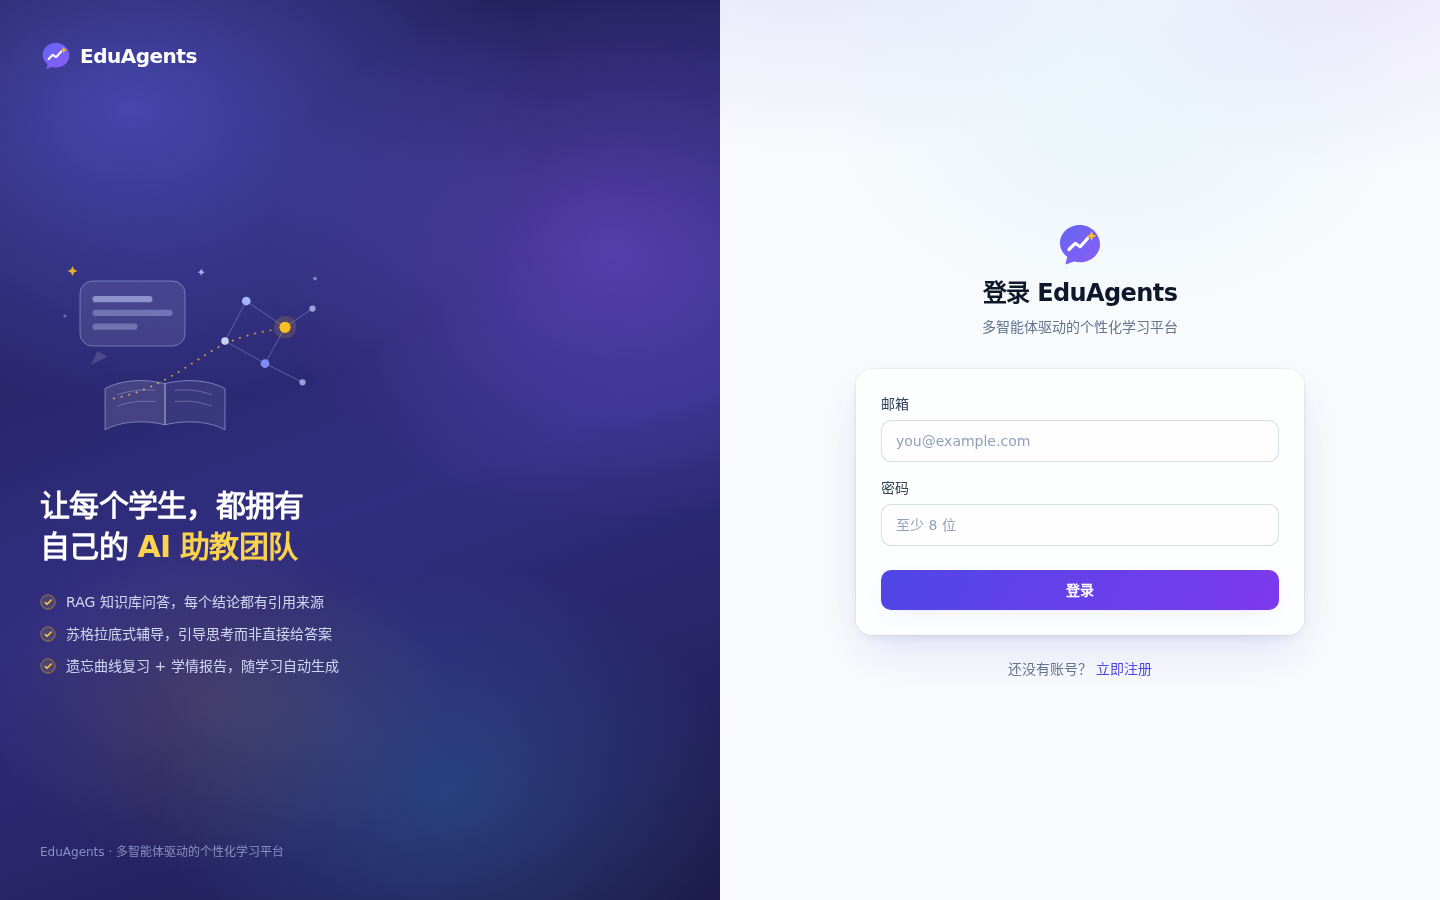 EduAgents
让每个学生，都拥有
自己的 AI 助教团队
RAG 知识库问答，每个结论都有引用来源
苏格拉底式辅导，引导思考而非直接给答案
遗忘曲线复习 + 学情报告，随学习自动生成
EduAgents · 多智能体驱动的个性化学习平台
登录 EduAgents
多智能体驱动的个性化学习平台
邮箱
you@example.com
密码
至少 8 位
登录
还没有账号？ 立即注册